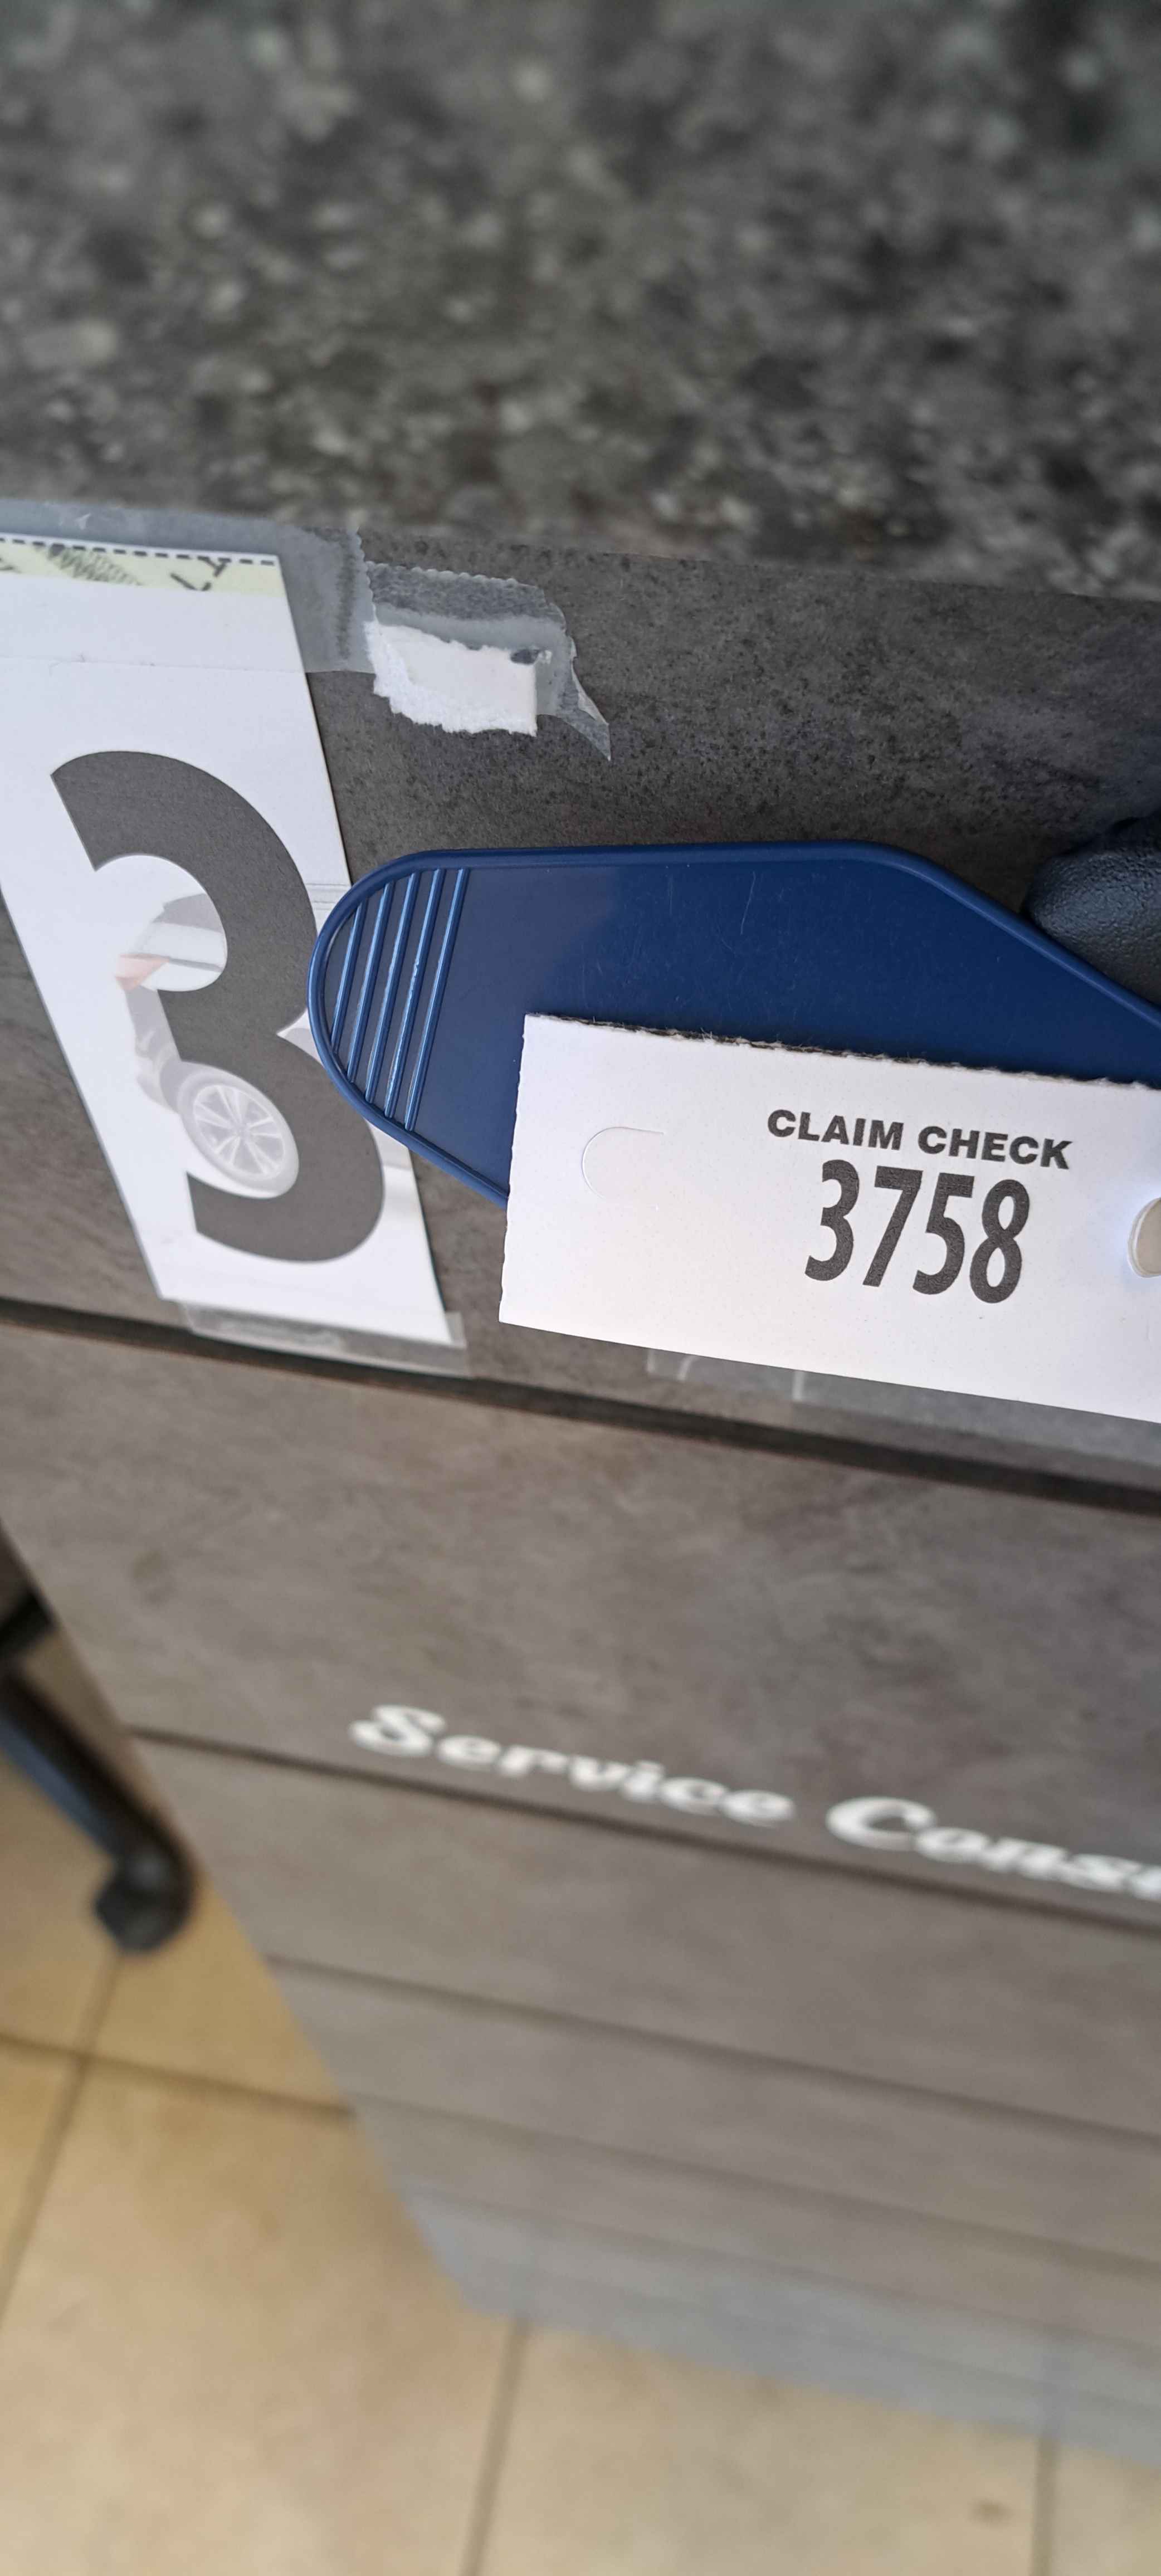 3
CLAIM CHECK
3758
Service